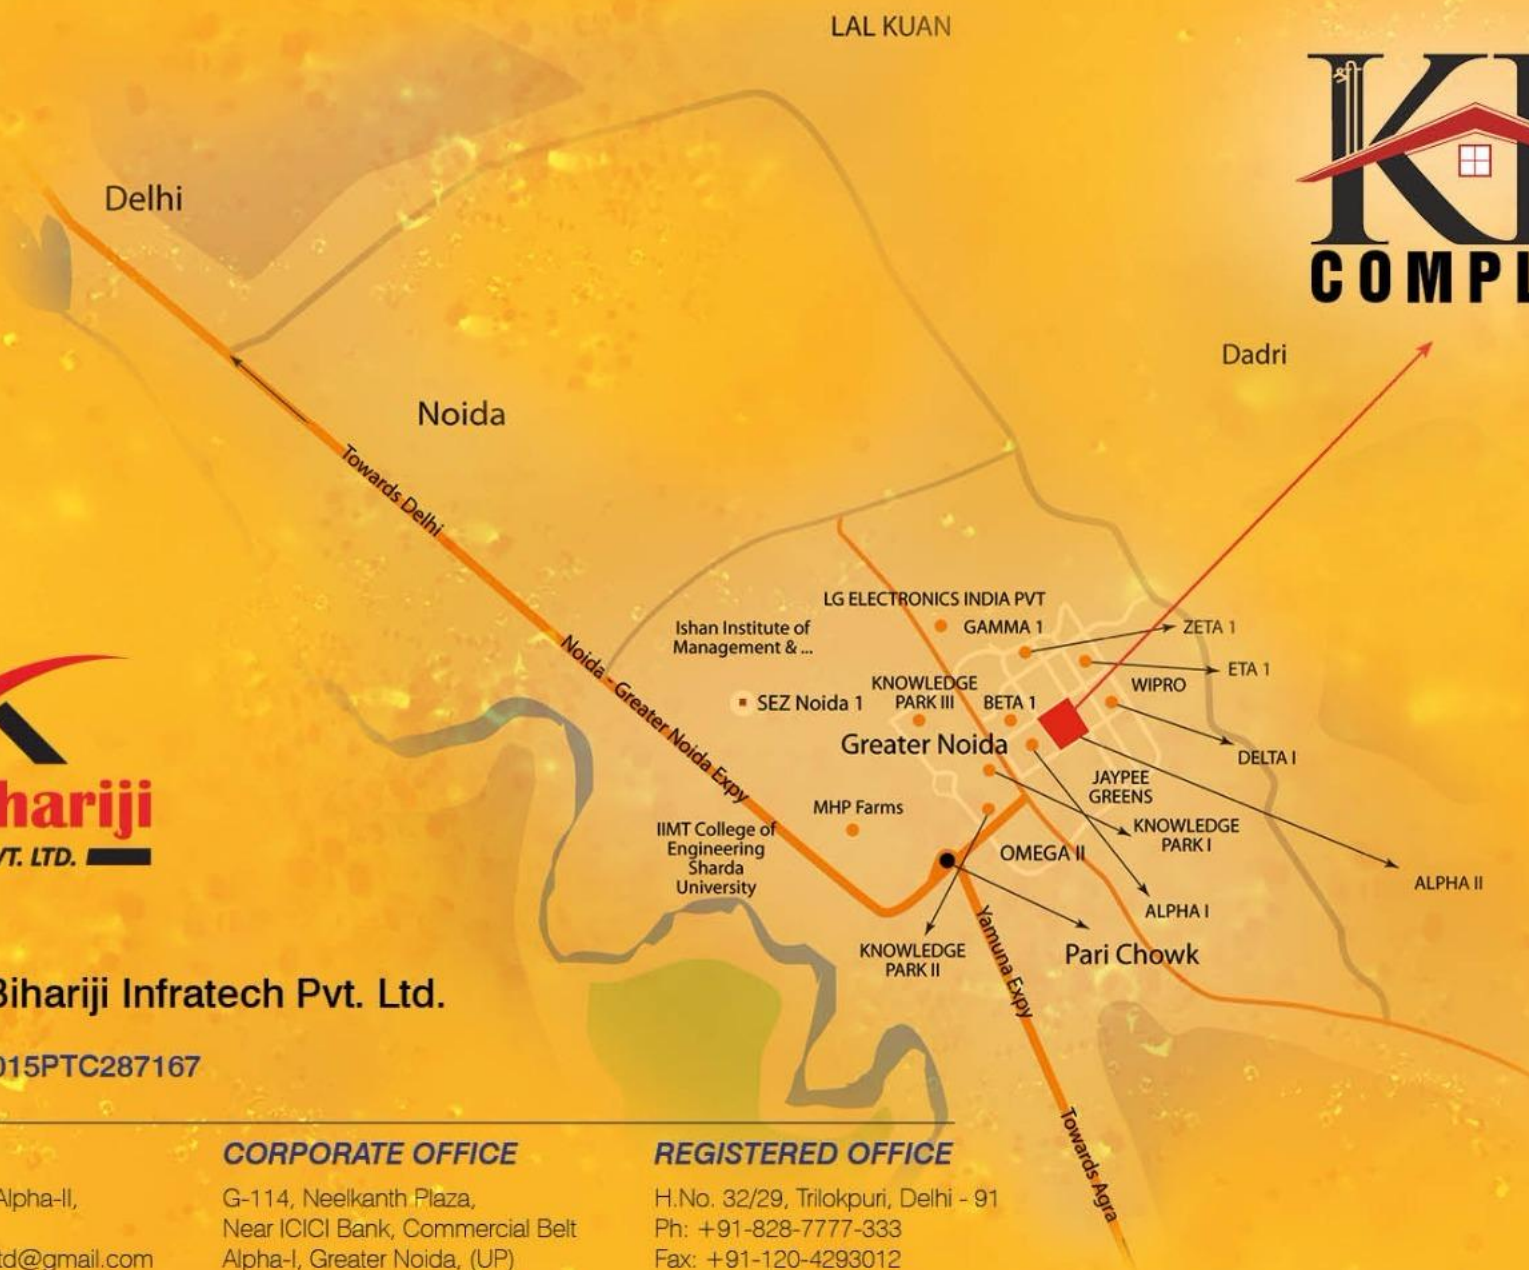 LAL KUAN
श्री
K
COMPL
Delhi
Dadri
Noida
Towards Delhi
LG ELECTRONICS INDIA PVT
Ishan Institute of
Management & ...
GAMMA 1
ZETA 1
ETA 1
WIPRO
KNOWLEDGE
PARK III
BETA 1
SEZ Noida 1
Noida - Greater Noida Expy
Greater Noida
DELTA I
JAYPEE
GREENS
MHP Farms
KNOWLEDGE
PARK I
IIMT College of
Engineering
Sharda
University
OMEGA II
ALPHA II
ALPHA I
KNOWLEDGE
PARK II
Pari Chowk
Yamuna Expy
Towards Agra
K
hariji
VT. LTD.
Bihariji Infratech Pvt. Ltd.
015PTC287167
Alpha-II,
td@gmail.com
CORPORATE OFFICE
G-114, Neelkanth Plaza,
Near ICICI Bank, Commercial Belt
Alpha-I, Greater Noida, (UP)
REGISTERED OFFICE
H.No. 32/29, Trilokpuri, Delhi - 91
Ph: +91-828-7777-333
Fax: +91-120-4293012